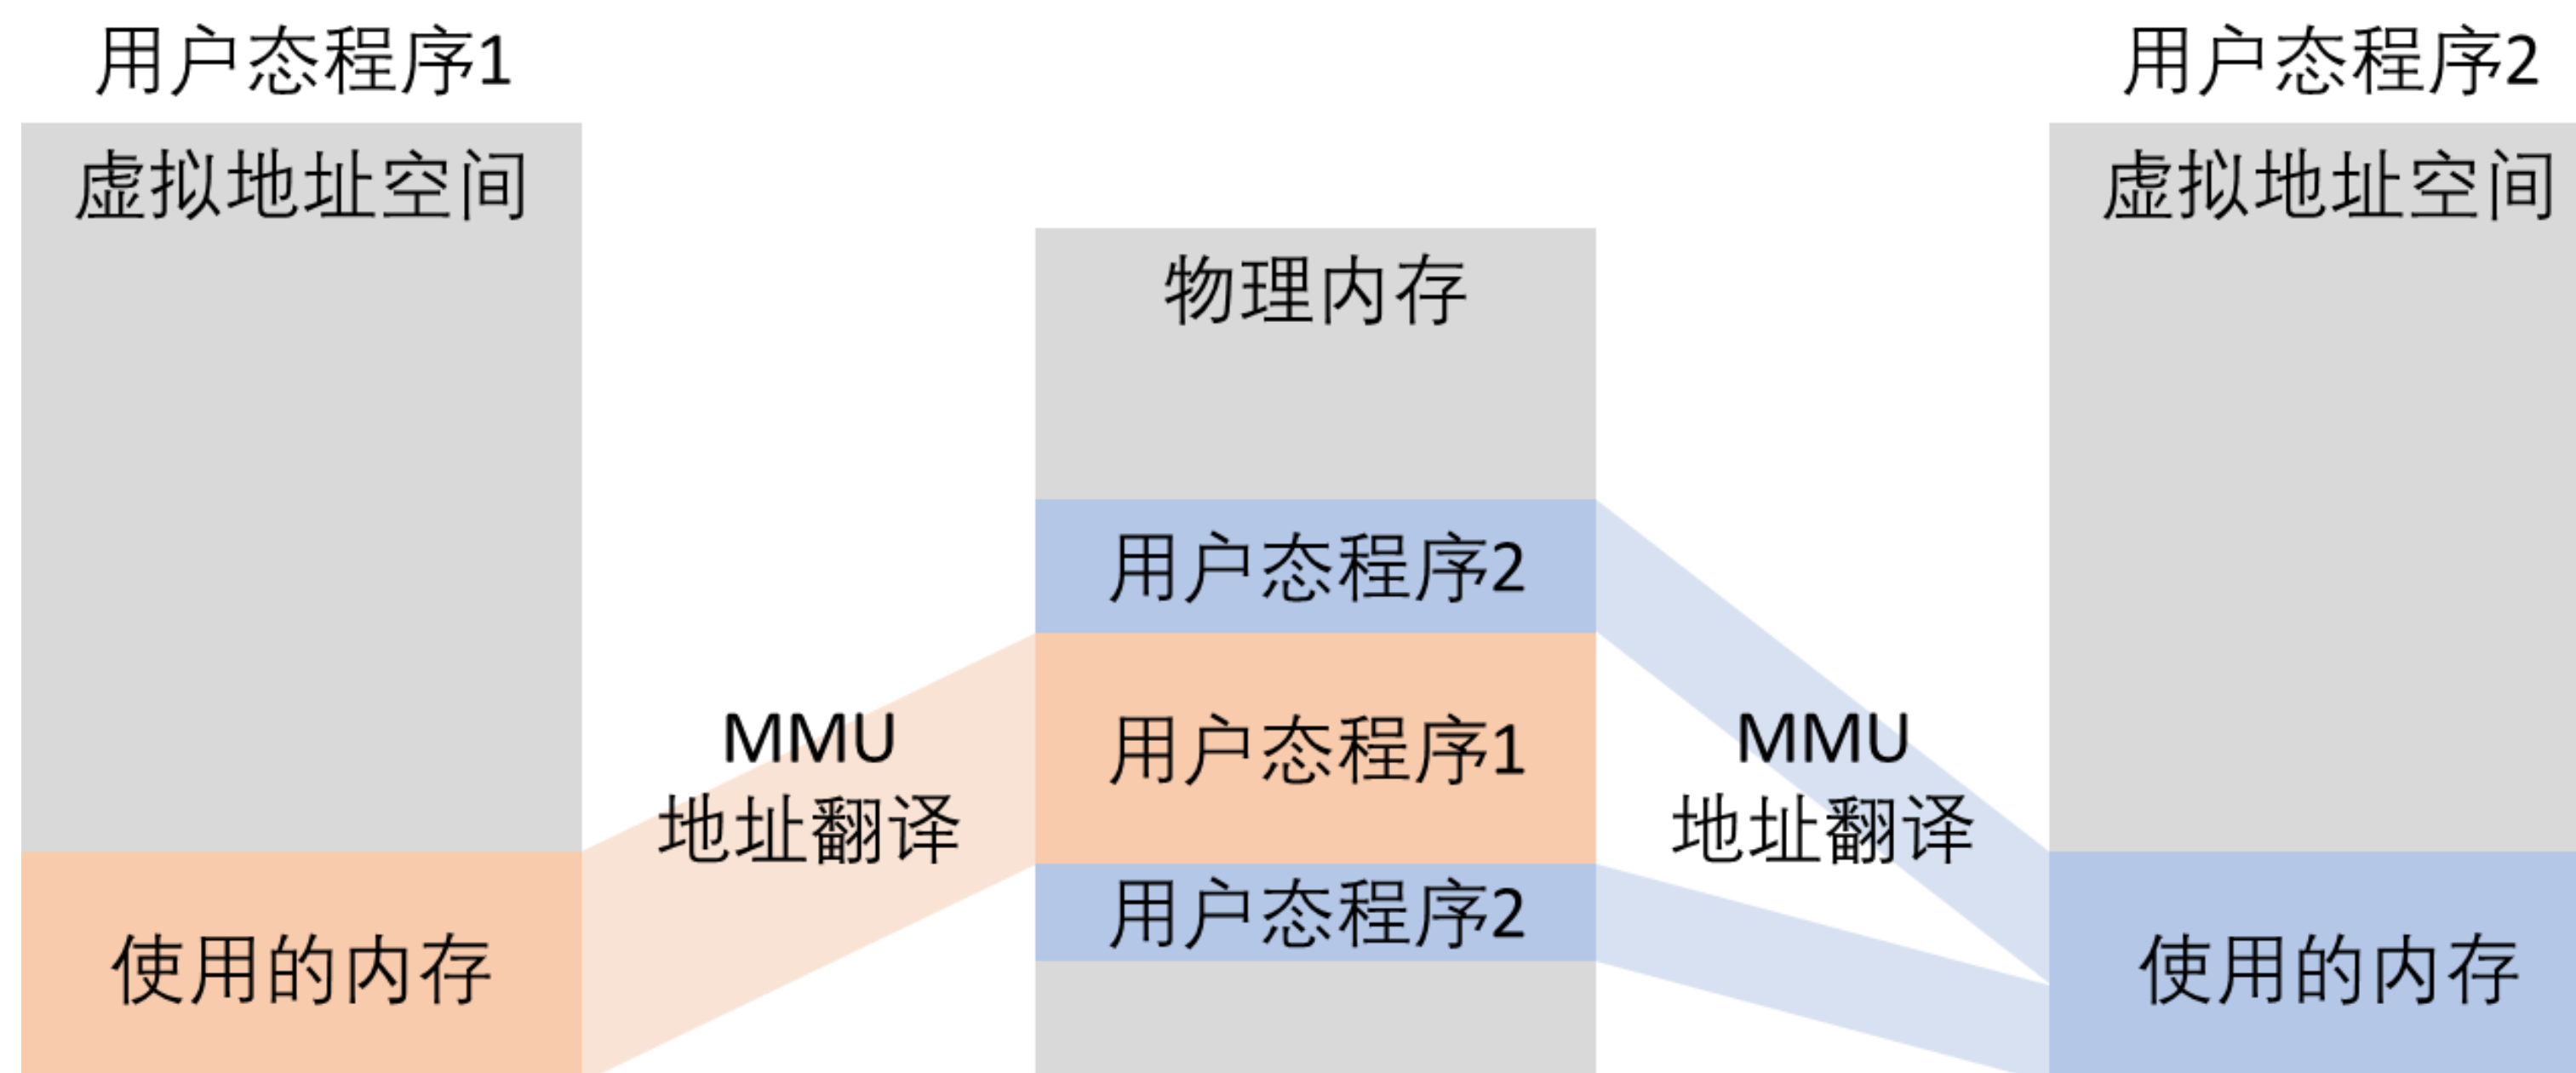 用户态程序1
虚拟地址空间
使用的内存
MMU
地址翻译
物理内存
用户态程序2
用户态程序1
用户态程序2
MMU
地址翻译
用户态程序2
虚拟地址空间
使用的内存